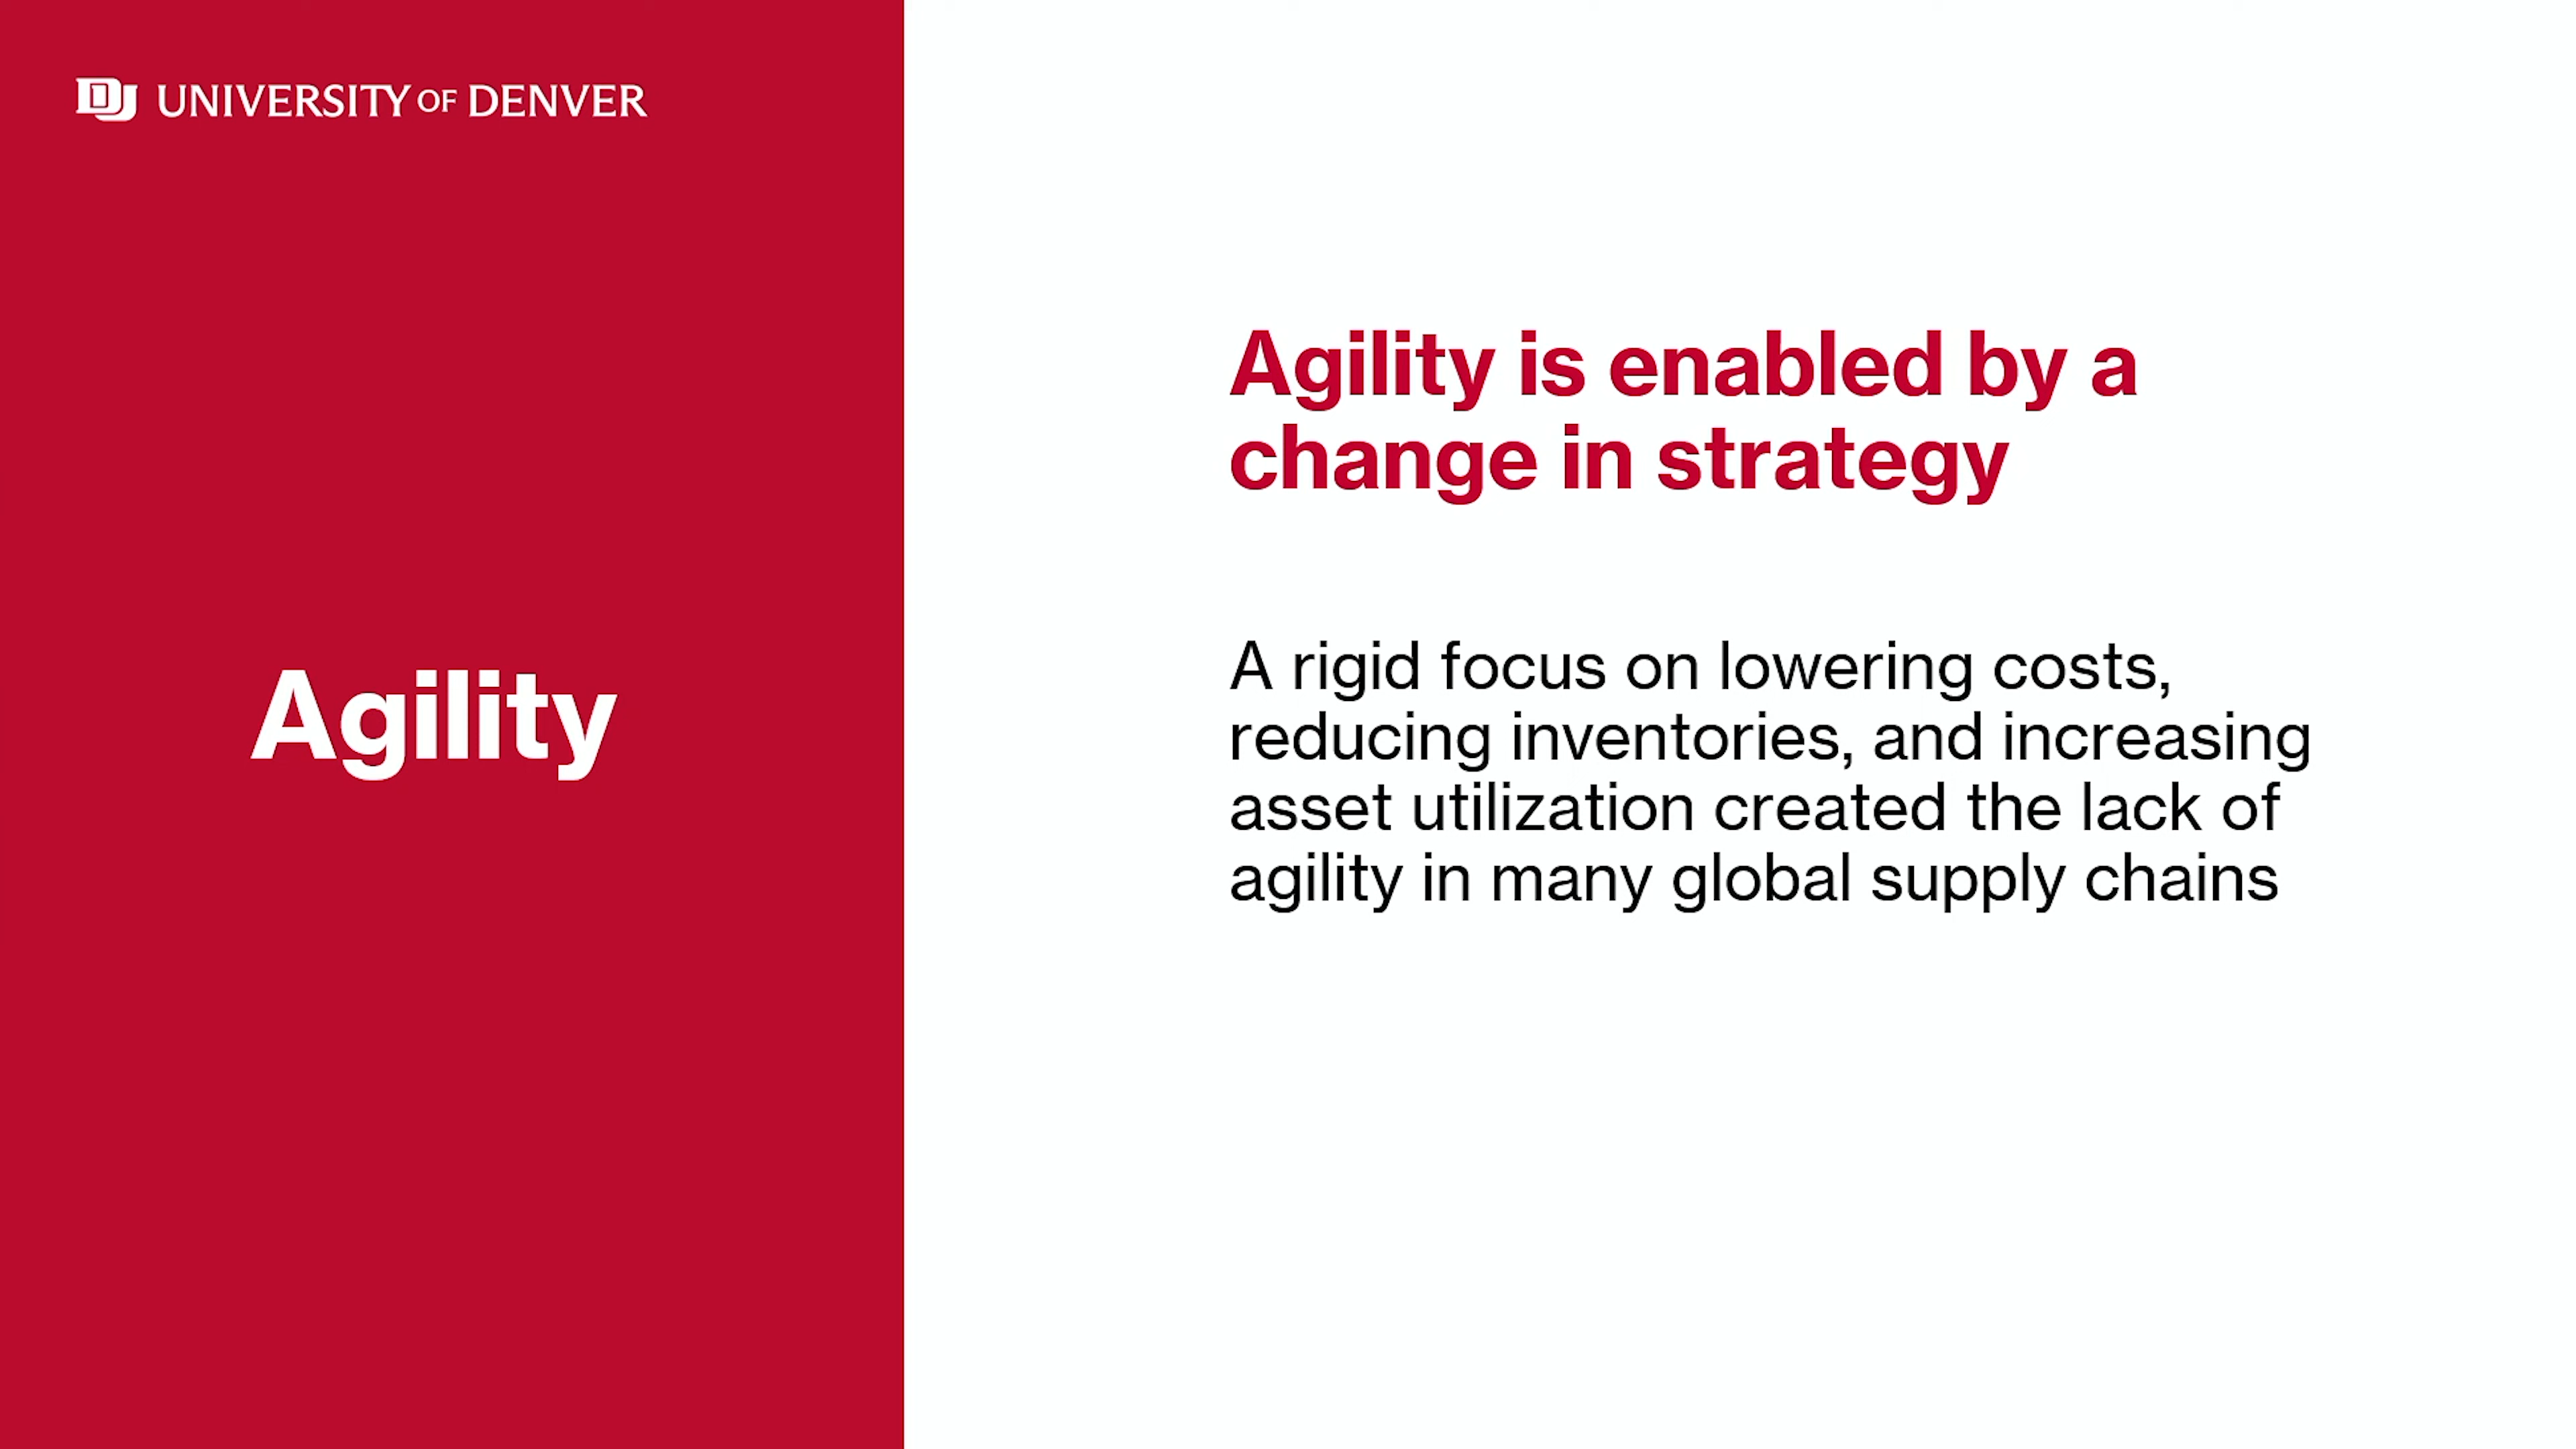 DU UNIVERSITY OF DENVER
Agility
Agility is enabled by a
change in strategy
A rigid focus on lowering costs,
reducing inventories, and increasing
asset utilization created the lack of
agility in many global supply chains